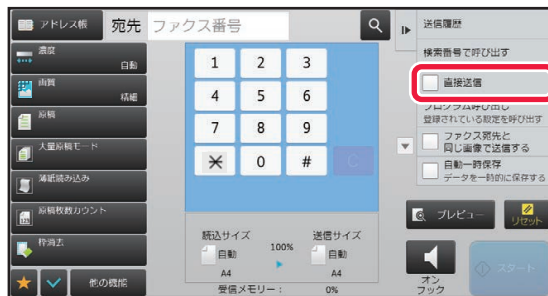 アドレス帳
宛先
ファクス番号
濃度
自動
画質
精細
原稿
大量原稿モード
薄紙読み込み
原稿枚数カウント
枠消去
他の機能
1 2 3
4 5 6
7 8 9
0 # C
読込サイズ
自動
A4
100%
送信サイズ
自動
A4
受信メモリー： 0%
送信履歴
検索番号で呼び出す
直接送信
プログラム呼び出し
登録されている設定を呼び出す
ファクス宛先と
同じ画像で送信する
自動一時保存
データを一時的に保存する
プレビュー
リセット
オン
フック
スタート